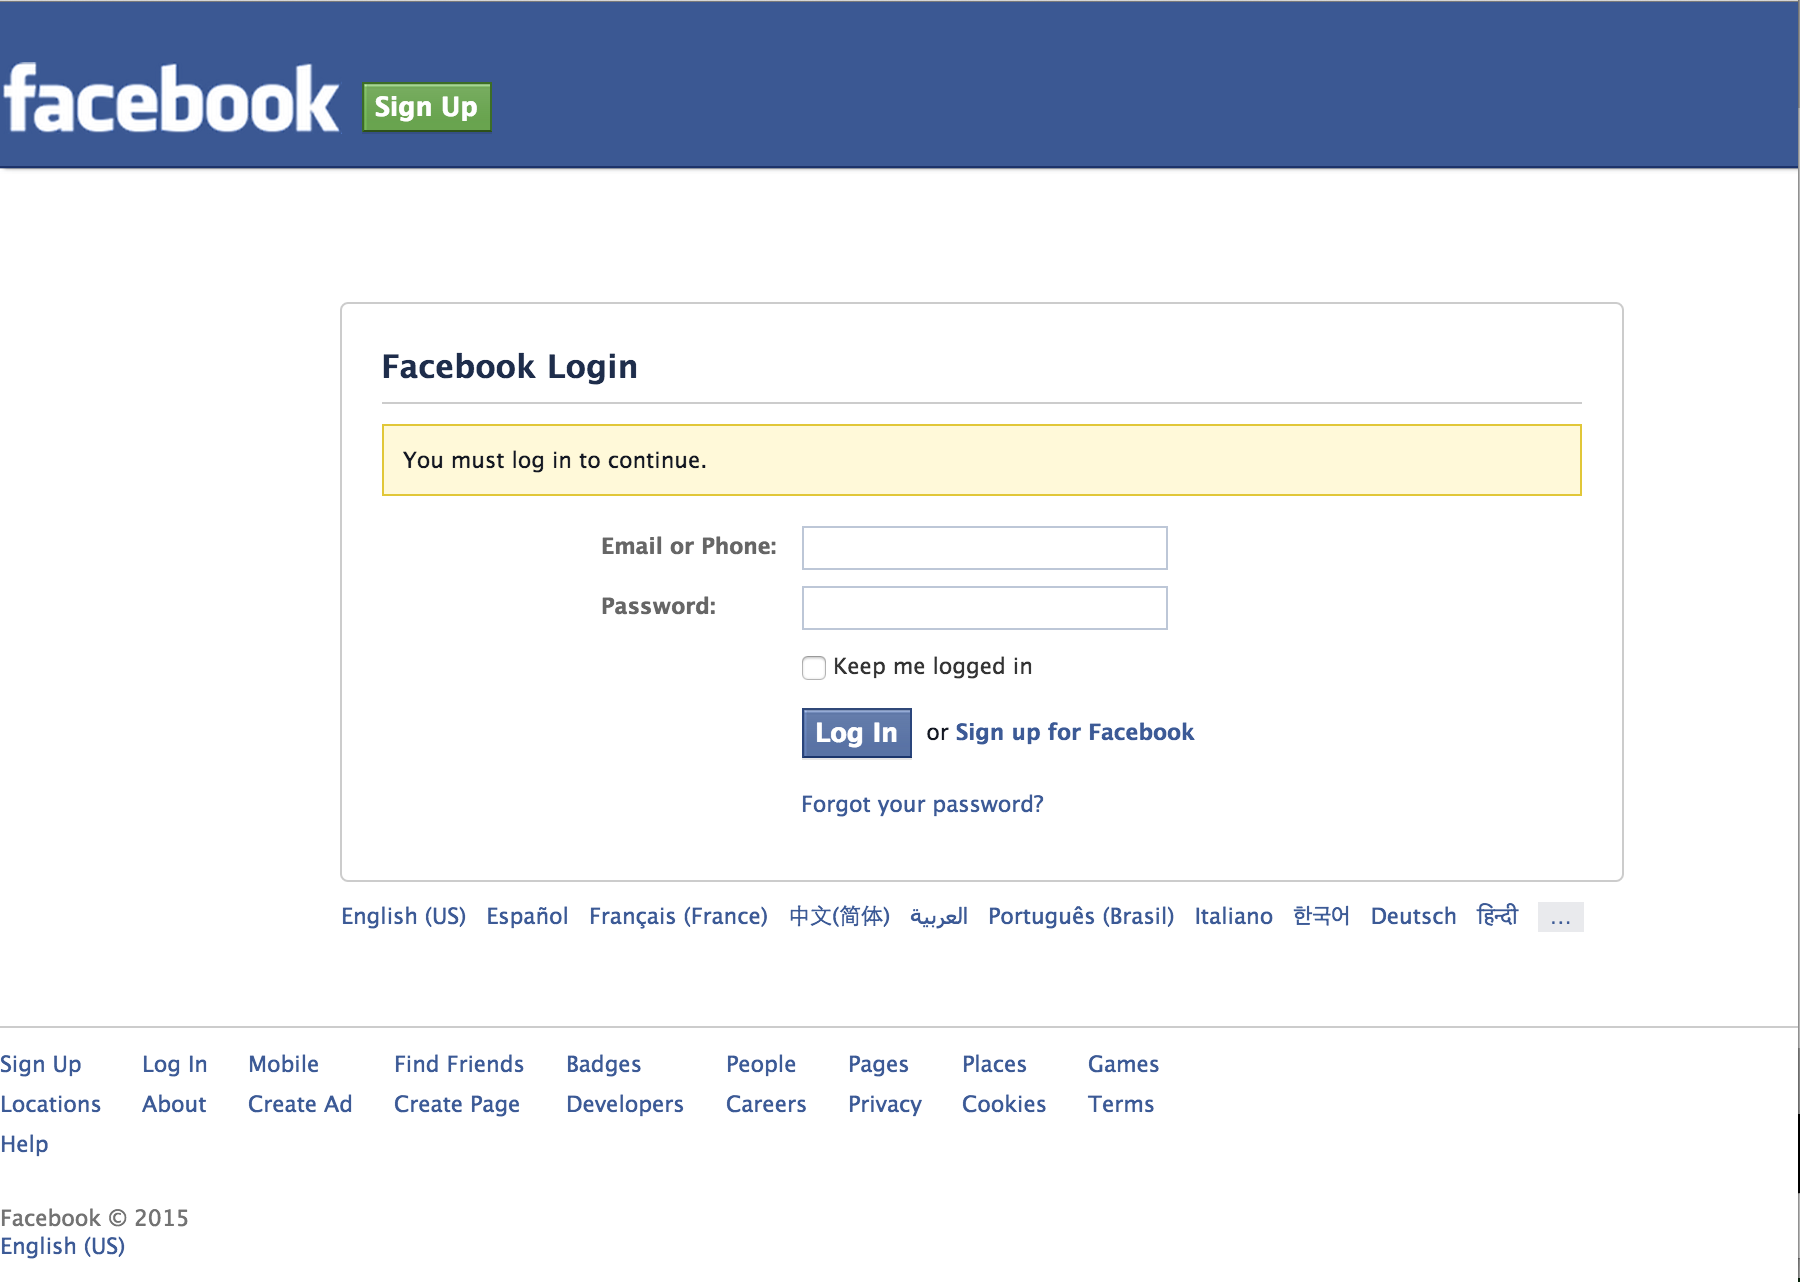 facebook Sign Up
Facebook Login
You must log in to continue.
Email or Phone:
Password:
Keep me logged in
Log In or Sign up for Facebook
Forgot your password?
English (US) Español Français (France) 中文(简体) العربية Português (Brasil) Italiano 한국어 Deutsch हिन्दी ...
Sign Up Log In Mobile Find Friends Badges People Pages Places Games
Locations About Create Ad Create Page Developers Careers Privacy Cookies Terms
Help
Facebook © 2015
English (US)